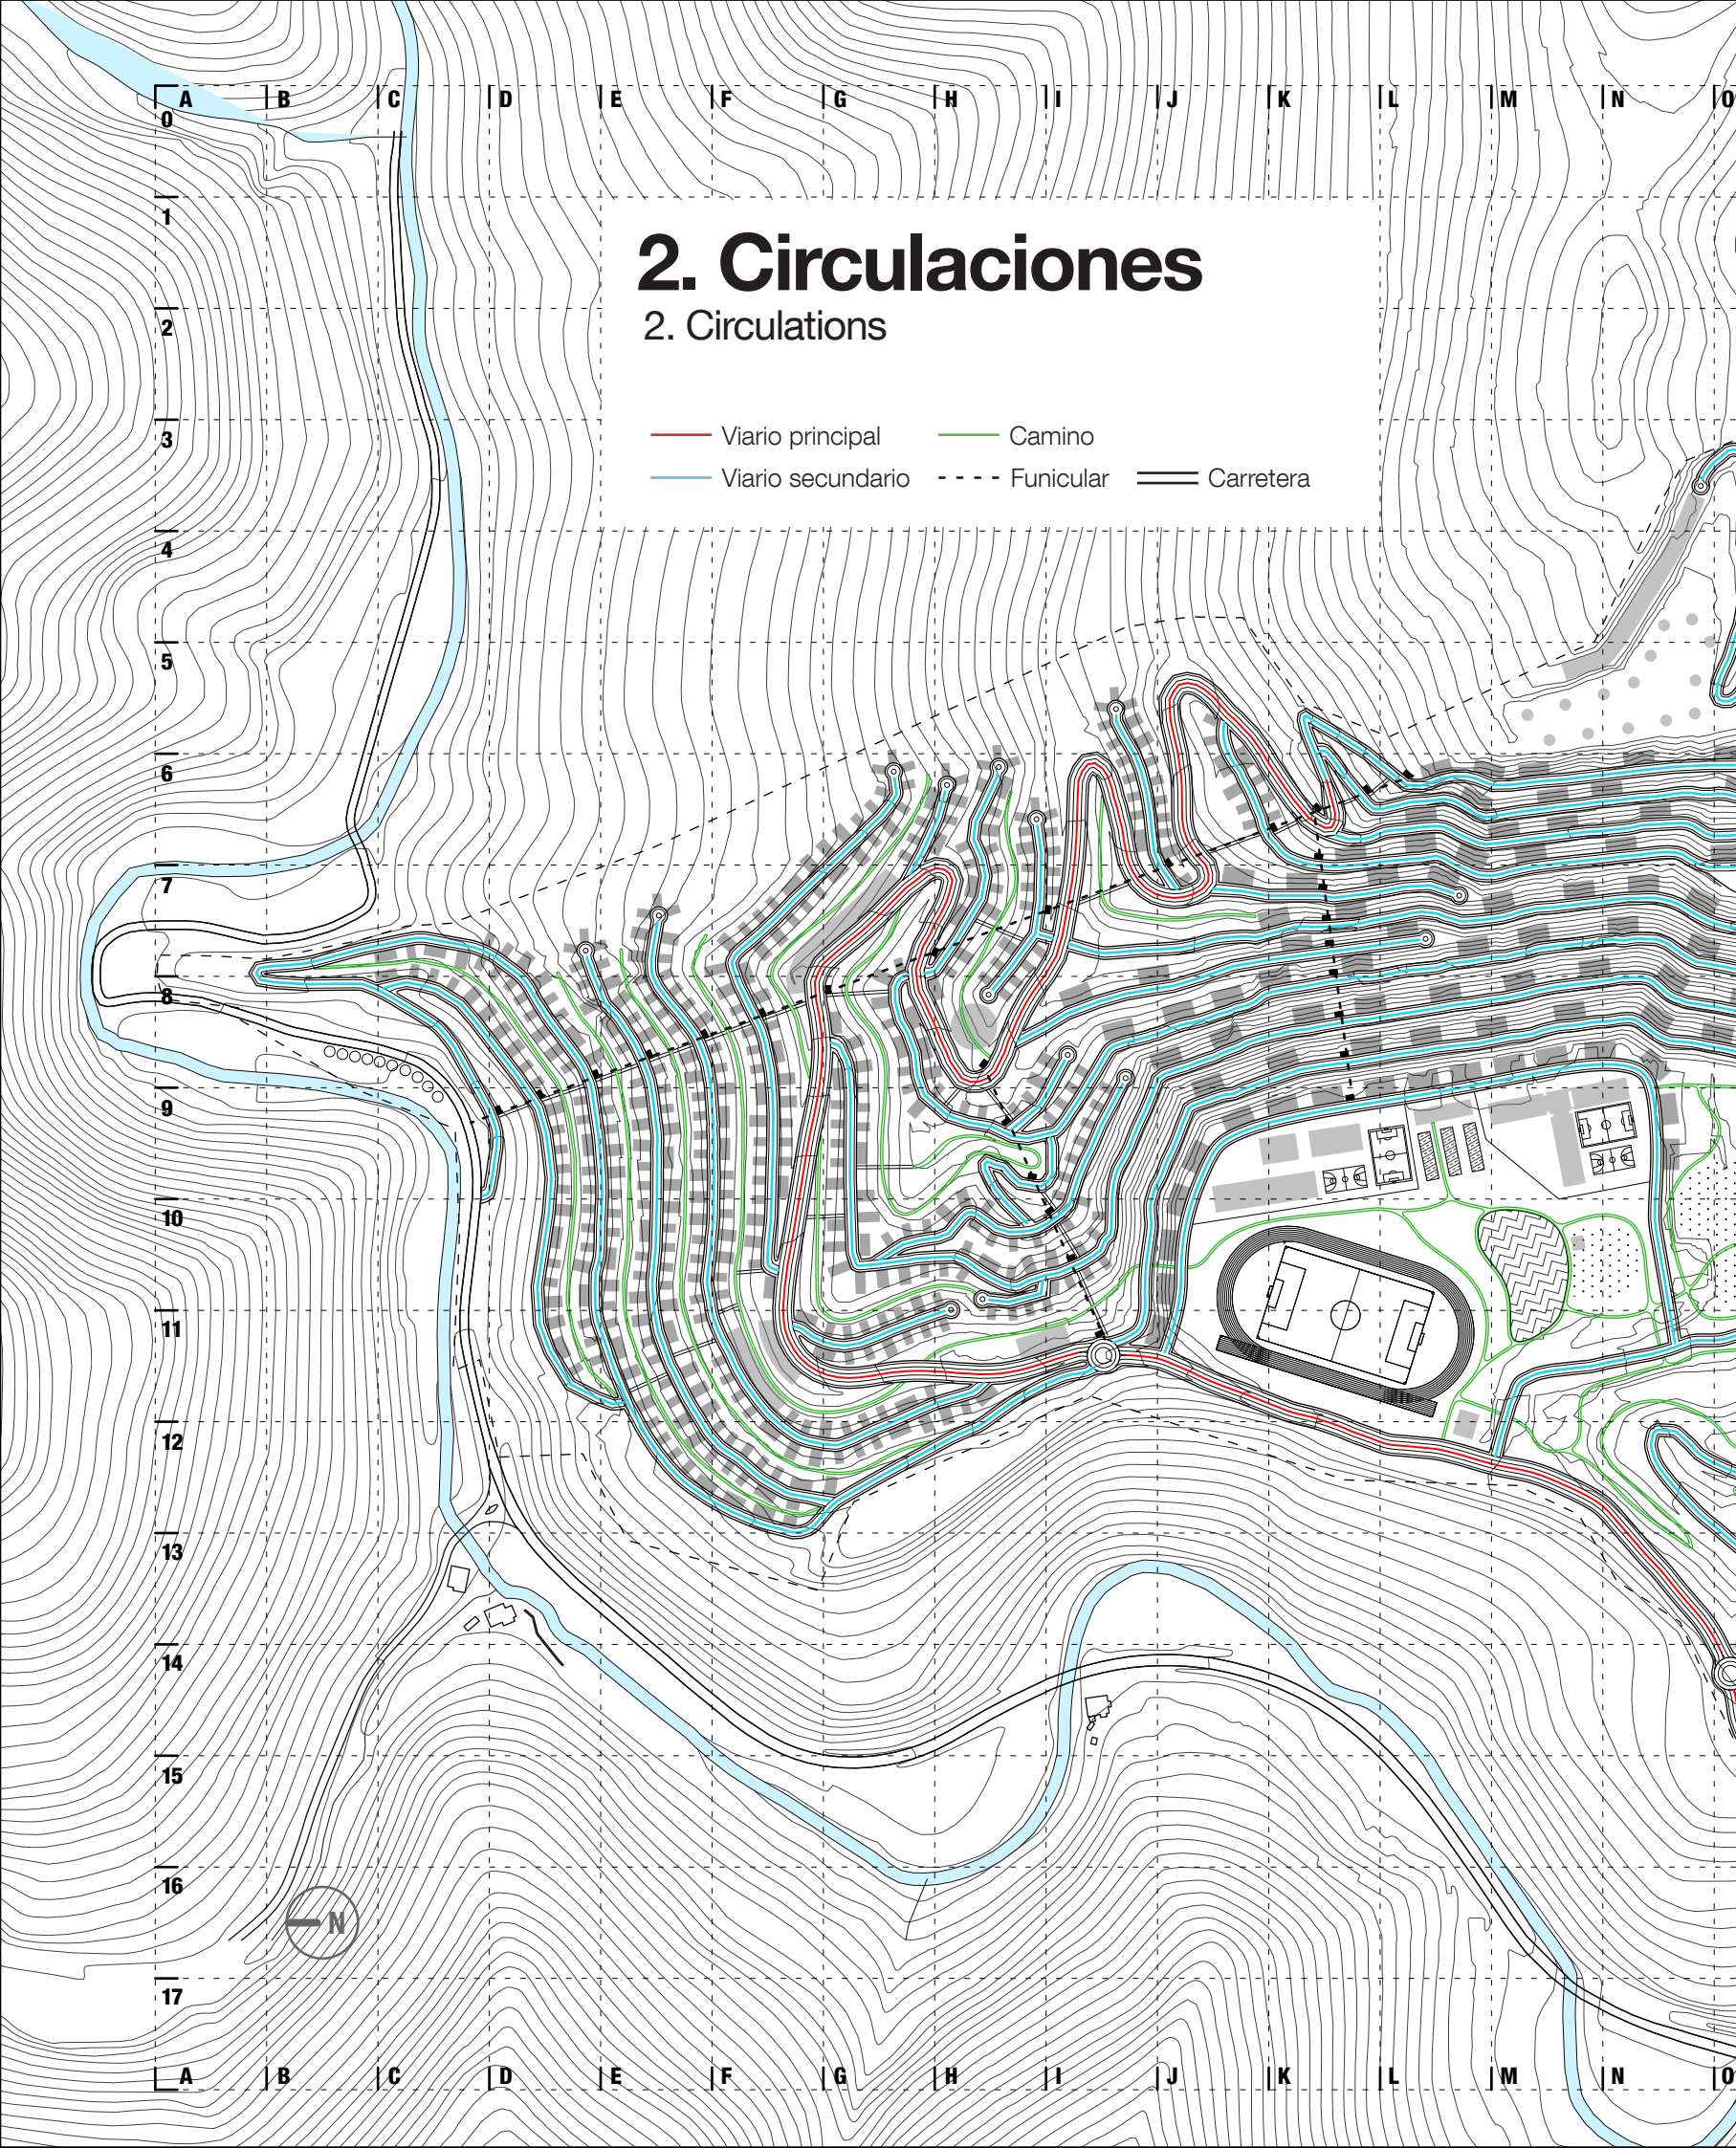 A B C D E F G H I J K L M N O
0
1
2. Circulaciones
2
2. Circulations
3
Viario principal Camino
Viario secundario Funicular Carretera
4
5
6
7
8
9
10
11
12
13
14
15
16
N
17
A B C D E F G H I J K L M N O